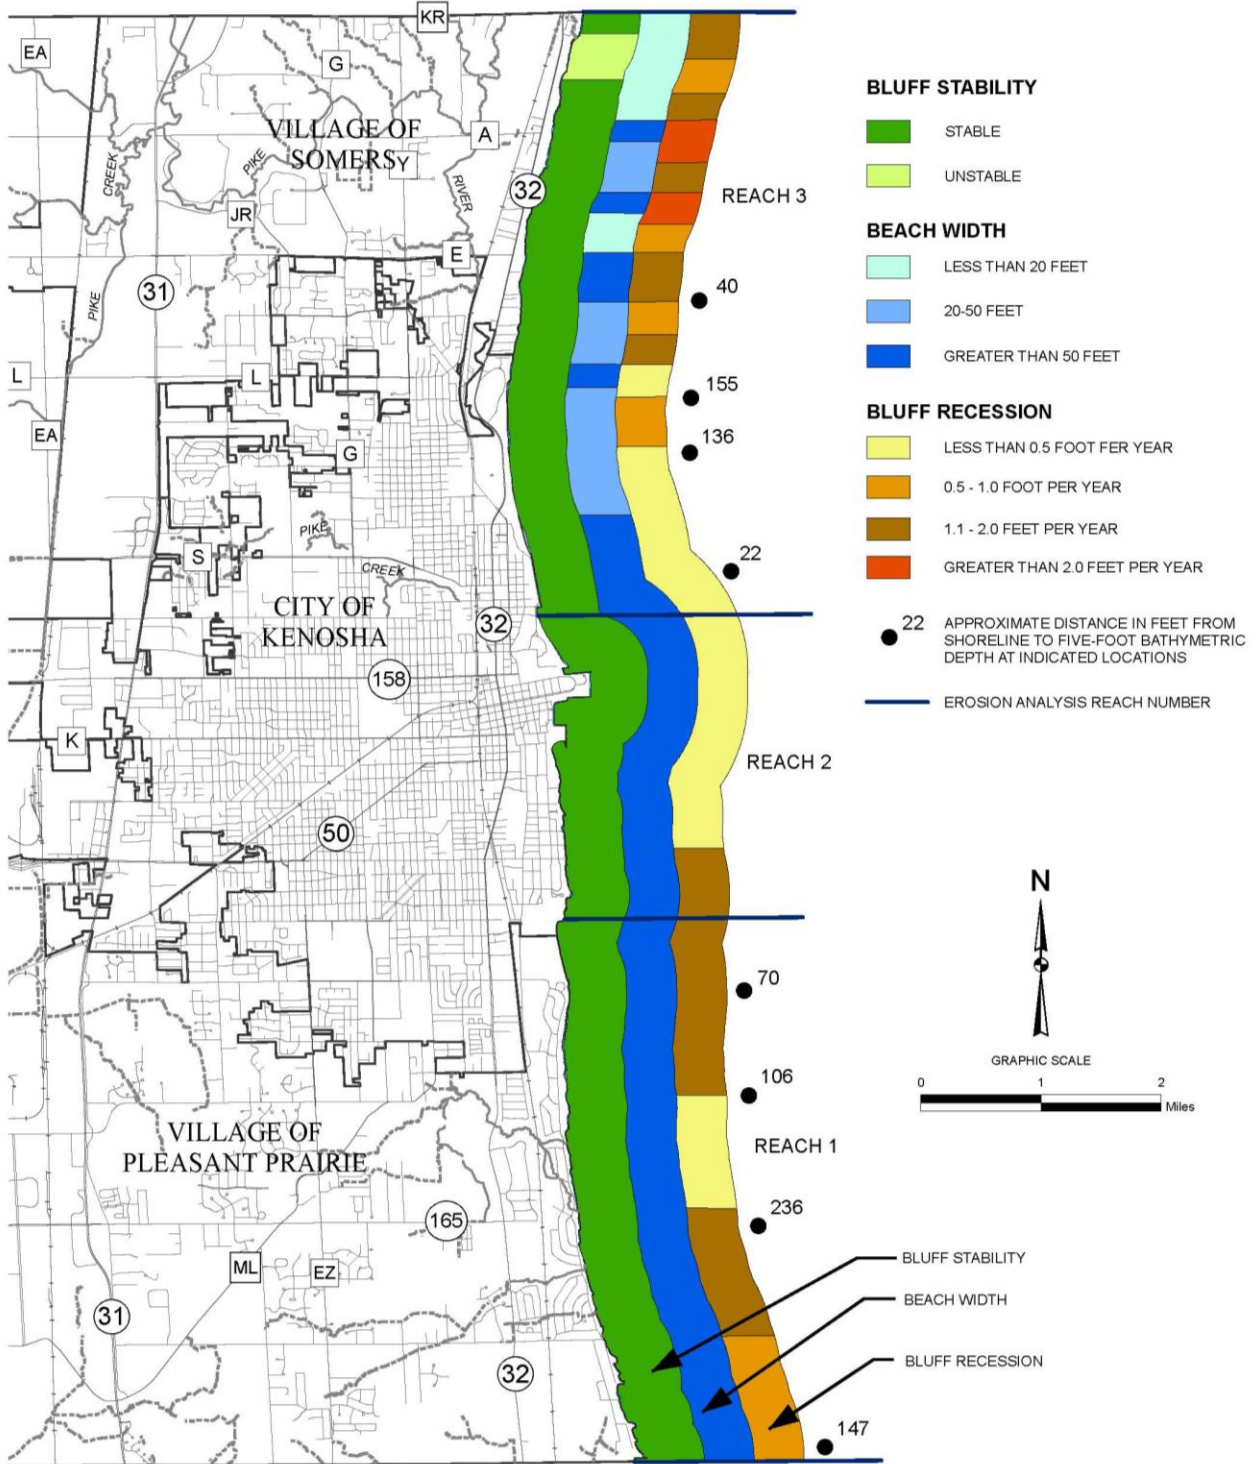 KR
EA
G
VILLAGE OF
SOMERS
Y
A
CREEK
PIKE
RIVER
32
JR
E
31
PIKE
L
L
EA
G
PIKE
S
CREEK
CITY OF
KENOSHA
32
158
K
50
VILLAGE OF
PLEASANT PRAIRIE
165
ML
EZ
31
32
REACH 3
40
155
136
22
REACH 2
70
106
REACH 1
236
147
BLUFF STABILITY
STABLE
UNSTABLE
BEACH WIDTH
LESS THAN 20 FEET
20-50 FEET
GREATER THAN 50 FEET
BLUFF RECESSION
LESS THAN 0.5 FOOT FER YEAR
0.5 - 1.0 FOOT PER YEAR
1.1 - 2.0 FEET PER YEAR
GREATER THAN 2.0 FEET PER YEAR
22 APPROXIMATE DISTANCE IN FEET FROM
SHORELINE TO FIVE-FOOT BATHYMETRIC
DEPTH AT INDICATED LOCATIONS
EROSION ANALYSIS REACH NUMBER
N
GRAPHIC SCALE
0 1 2
Miles
BLUFF STABILITY
BEACH WIDTH
BLUFF RECESSION